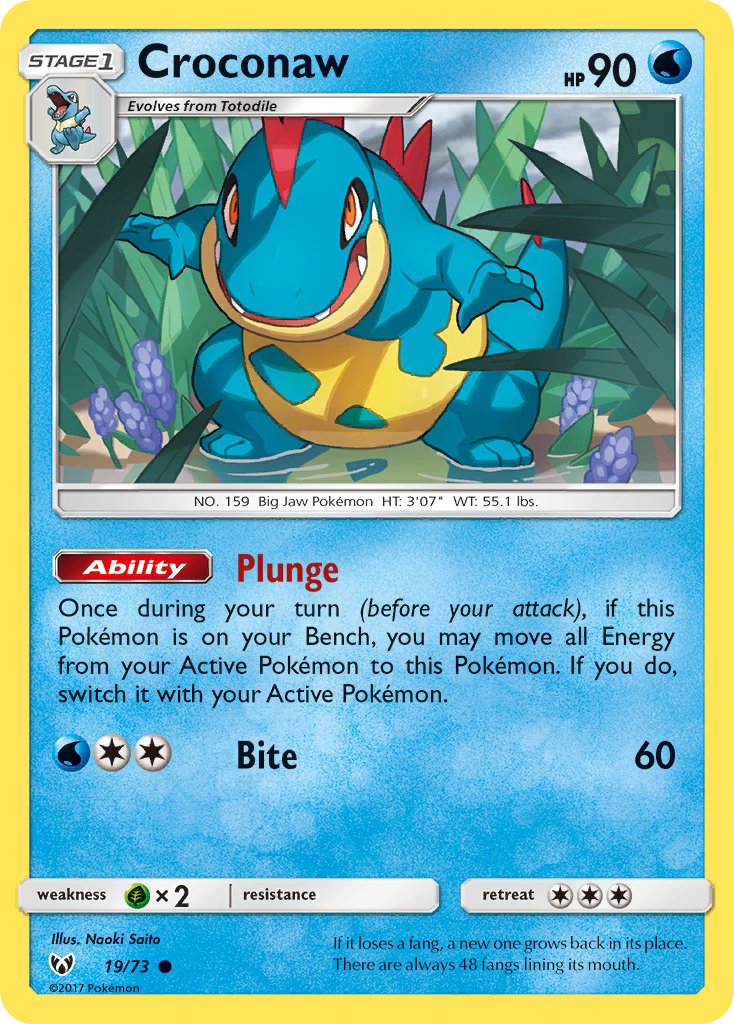 STAGE1
Croconaw
HP 90
Evolves from Totodile
NO. 159 Big Jaw Pokémon HT: 3'07" WT: 55.1 lbs.
Ability Plunge
Once during your turn (before your attack), if this
Pokémon is on your Bench, you may move all Energy
from your Active Pokémon to this Pokémon. If you do,
switch it with your Active Pokémon.
Bite 60
weakness ×2 resistance retreat
Illus. Naoki Saito
19/73
©2017 Pokémon
If it loses a fang, a new one grows back in its place.
There are always 48 fangs lining its mouth.